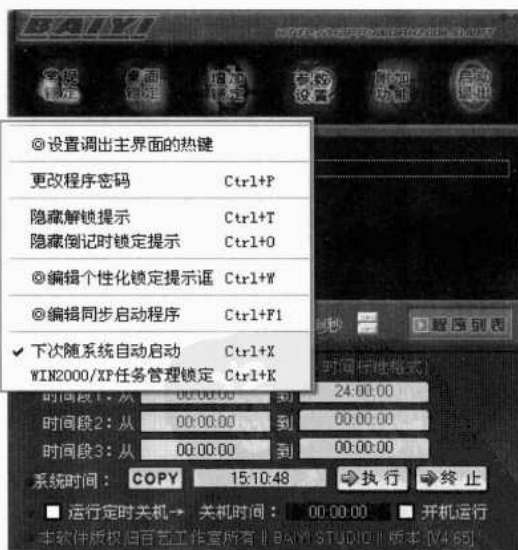 BAIYI
常规锁定 桌面锁定 增加锁定 参数设置 附加功能 启动退出
◎设置调出主界面的热键
更改程序密码 Ctrl+P
隐藏解锁提示 Ctrl+T
隐藏倒记时锁定提示 Ctrl+O
◎编辑个性化锁定提示语 Ctrl+W
◎编辑同步启动程序 Ctrl+F1
秒 程序列表
✓ 下次随系统自动启动 Ctrl+X
WIN2000/XP任务管理锁定 Ctrl+K
时间段1：从 00:00:00 到 24:00:00
时间段2：从 00:00:00 到 00:00:00
时间段3：从 00:00:00 到 00:00:00
系统时间： COPY 15:10:48 执行 终止
运行定时关机→ 关机时间： 00:00:00 开机运行
本软件版权归百艺工作室所有 || BAIYI STUDIO || 版本:[V4.65]